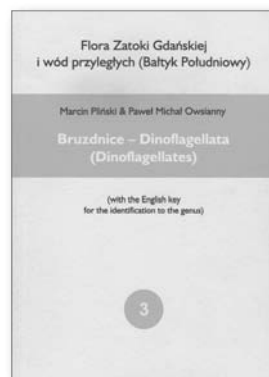 Flora Zatoki Gdańskiej
i wód przyległych (Bałtyk Południowy)
Marcin Pliński & Paweł Michał Owsianny
Bruzdnice – Dinoflagellata
(Dinoflagellates)
(with the English key
for the identification to the genus)
3